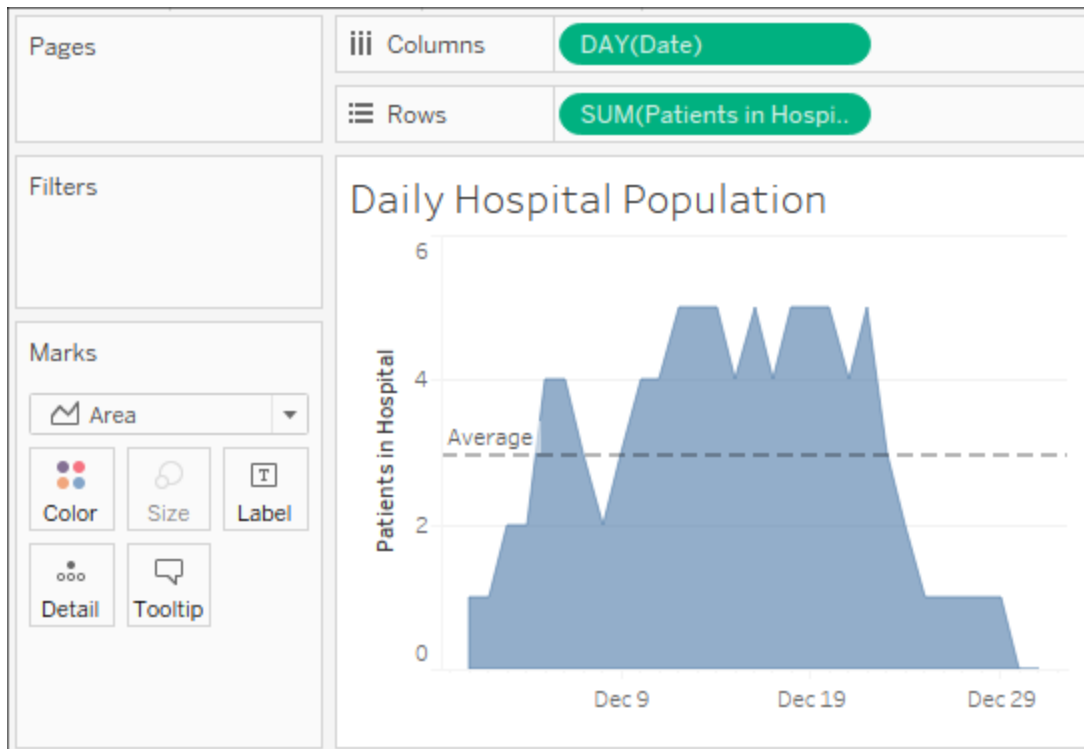 Pages
Columns
DAY(Date)
Rows
SUM(Patients in Hospi..
Filters
Marks
Area
Color
Size
T
Label
Detail
Tooltip
Daily Hospital Population
Patients in Hospital
6
4
Average
2
0
Dec 9
Dec 19
Dec 29